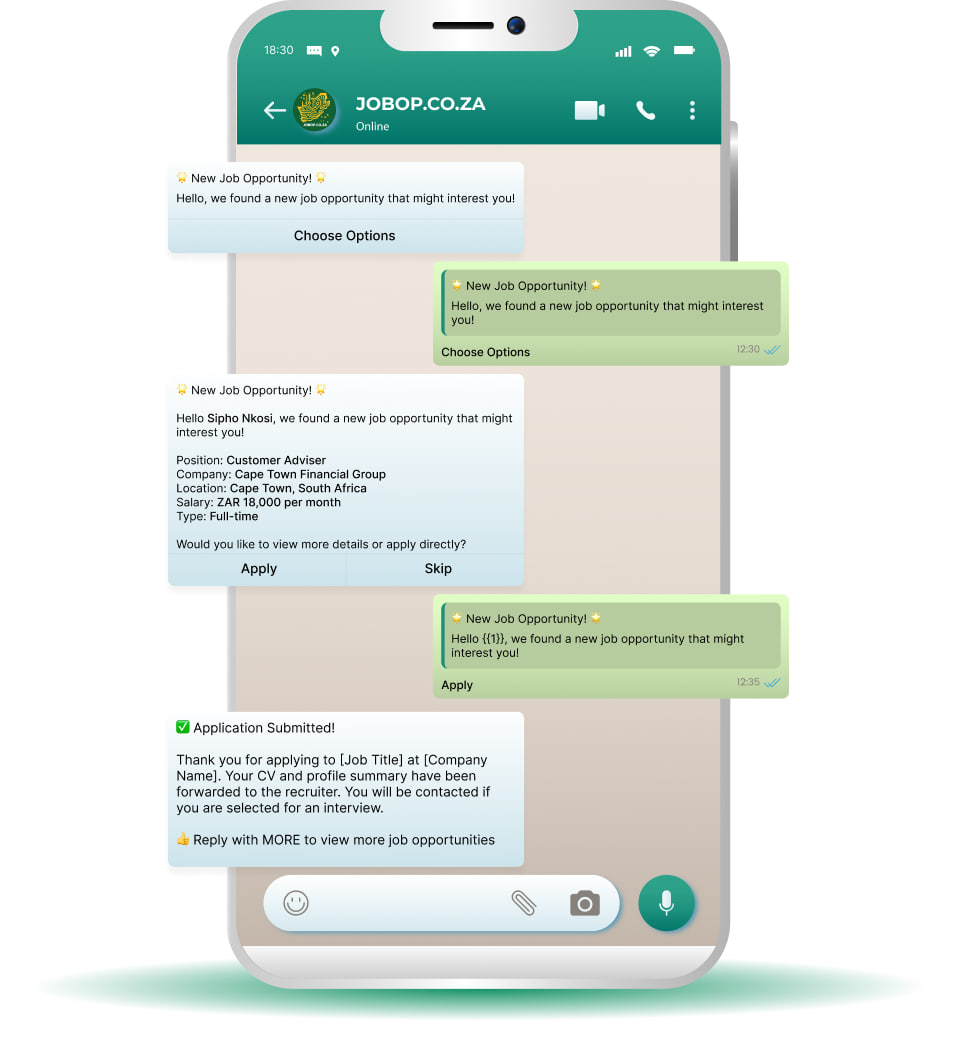 18:30
JOBOP.CO.ZA
Online
JOBOP.CO.ZA
🌟 New Job Opportunity! 🌟
Hello, we found a new job opportunity that might interest you!
Choose Options
🌟 New Job Opportunity! 🌟
Hello, we found a new job opportunity that might interest
you!
Choose Options
12:30
🌟 New Job Opportunity! 🌟
Hello Sipho Nkosi, we found a new job opportunity that might
interest you!
Position: Customer Adviser
Company: Cape Town Financial Group
Location: Cape Town, South Africa
Salary: ZAR 18,000 per month
Type: Full-time
Would you like to view more details or apply directly?
Apply Skip
🌟 New Job Opportunity! 🌟
Hello {{1}}, we found a new job opportunity that might
interest you!
Apply
12:35
✅ Application Submitted!
Thank you for applying to [Job Title] at [Company
Name]. Your CV and profile summary have been
forwarded to the recruiter. You will be contacted if
you are selected for an interview.
👍 Reply with MORE to view more job opportunities